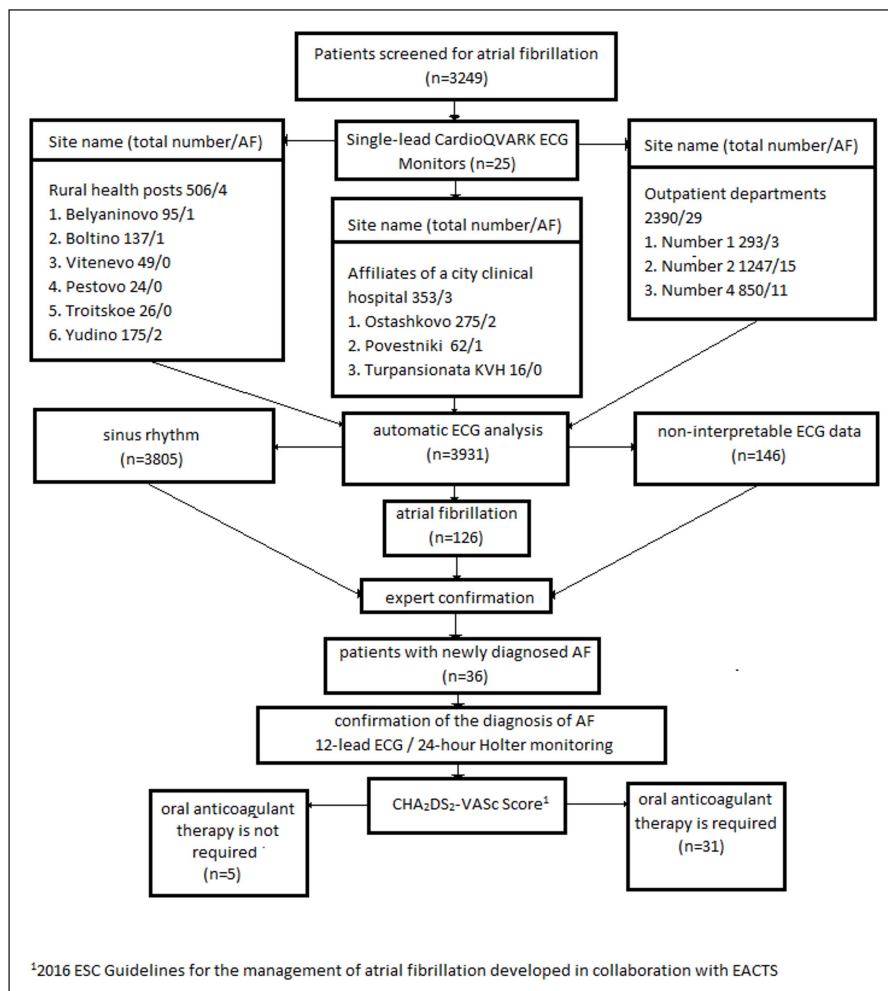 Patients screened for atrial fibrillation
(n=3249)
Single-lead CardioQVARK ECG
Monitors (n=25)
Site name (total number/AF)
Rural health posts 506/4
1. Belyaninovo 95/1
2. Boltino 137/1
3. Vitenevo 49/0
4. Pestovo 24/0
5. Troitskoe 26/0
6. Yudino 175/2
Site name (total number/AF)
Affiliates of a city clinical
hospital 353/3
1. Ostashkovo 275/2
2. Povestniki 62/1
3. Turpansionata KVH 16/0
Site name (total number/AF)
Outpatient departments
2390/29
1. Number 1 293/3
2. Number 2 1247/15
3. Number 4 850/11
sinus rhythm
(n=3805)
automatic ECG analysis
(n=3931)
non-interpretable ECG data
(n=146)
atrial fibrillation
(n=126)
expert confirmation
patients with newly diagnosed AF
(n=36)
confirmation of the diagnosis of AF
12-lead ECG / 24-hour Holter monitoring
CHA₂DS₂-VASc Score¹
oral anticoagulant
therapy is not
required
(n=5)
oral anticoagulant
therapy is required
(n=31)
¹2016 ESC Guidelines for the management of atrial fibrillation developed in collaboration with EACTS